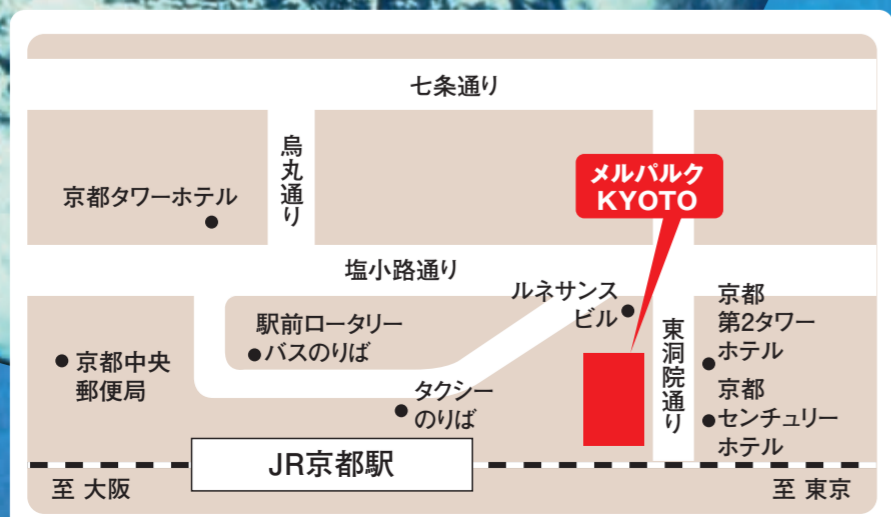 七条通り
烏丸通り
メルパルク
KYOTO
京都タワーホテル
塩小路通り
ルネサンス
ビル
京都
第2タワー
ホテル
駅前ロータリー
バスのりば
東洞院通り
京都中央
郵便局
タクシー
のりば
京都
センチュリー
ホテル
JR京都駅
至 大阪
至 東京